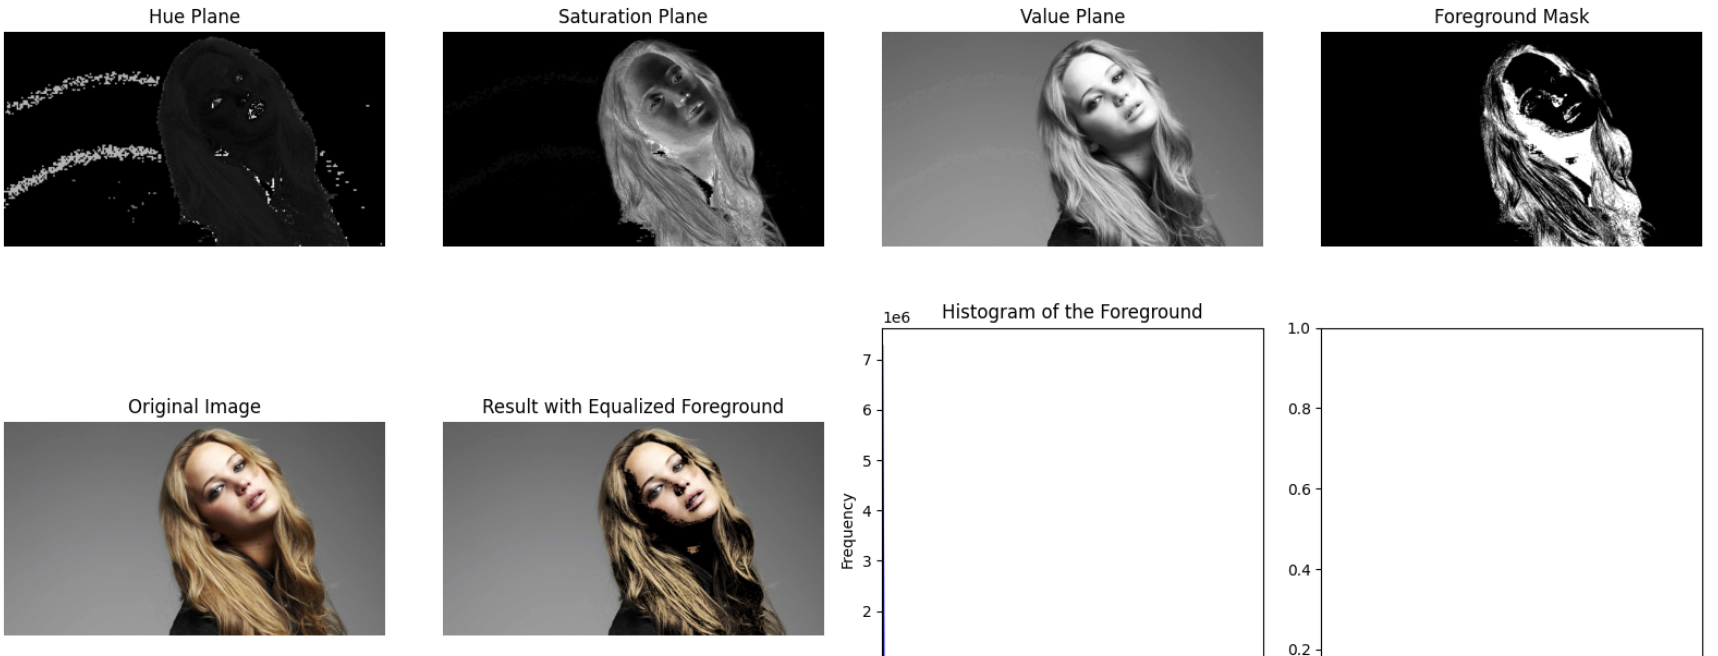 Hue Plane
Saturation Plane
Value Plane
Foreground Mask
Original Image
Result with Equalized Foreground
Histogram of the Foreground
1e6
7
6
5
4
3
2
Frequency
1.0
0.8
0.6
0.4
0.2